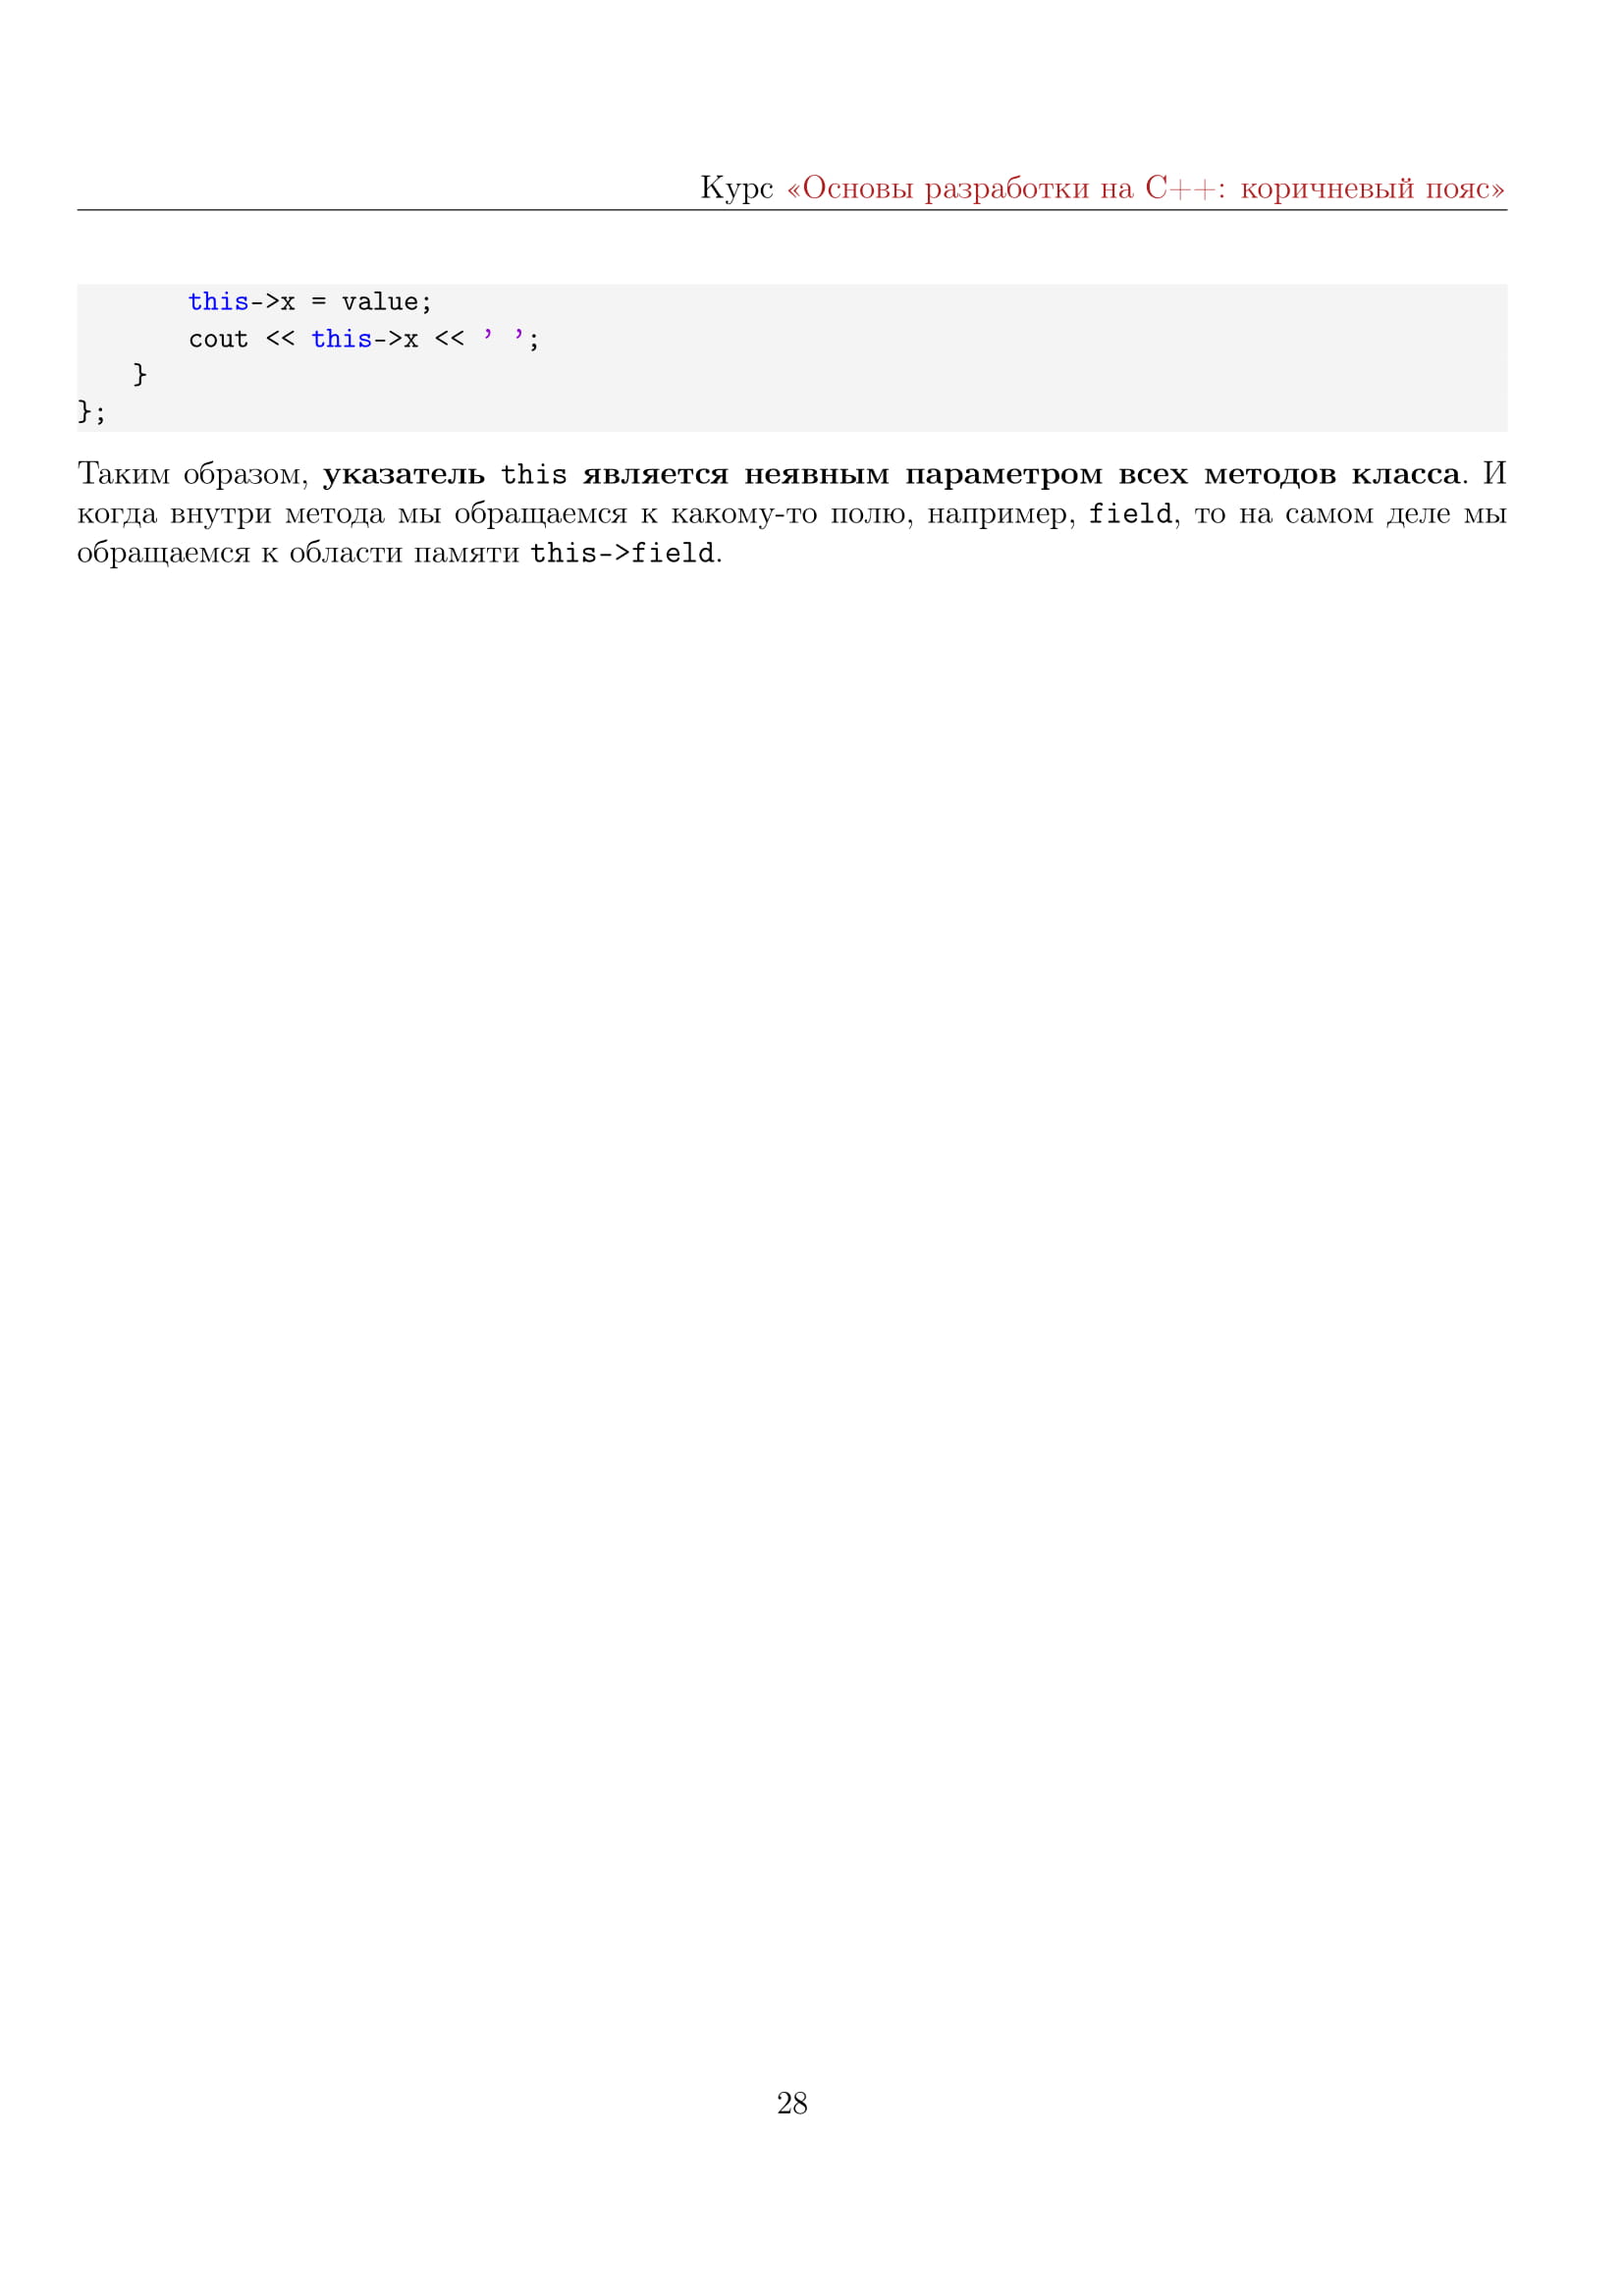 Курс «Основы разработки на C++: коричневый пояс»
        this->x = value;
        cout << this->x << ' ';
    }
};
Таким образом, указатель this является неявным параметром всех методов класса. И
когда внутри метода мы обращаемся к какому-то полю, например, field, то на самом деле мы
обращаемся к области памяти this->field.
28